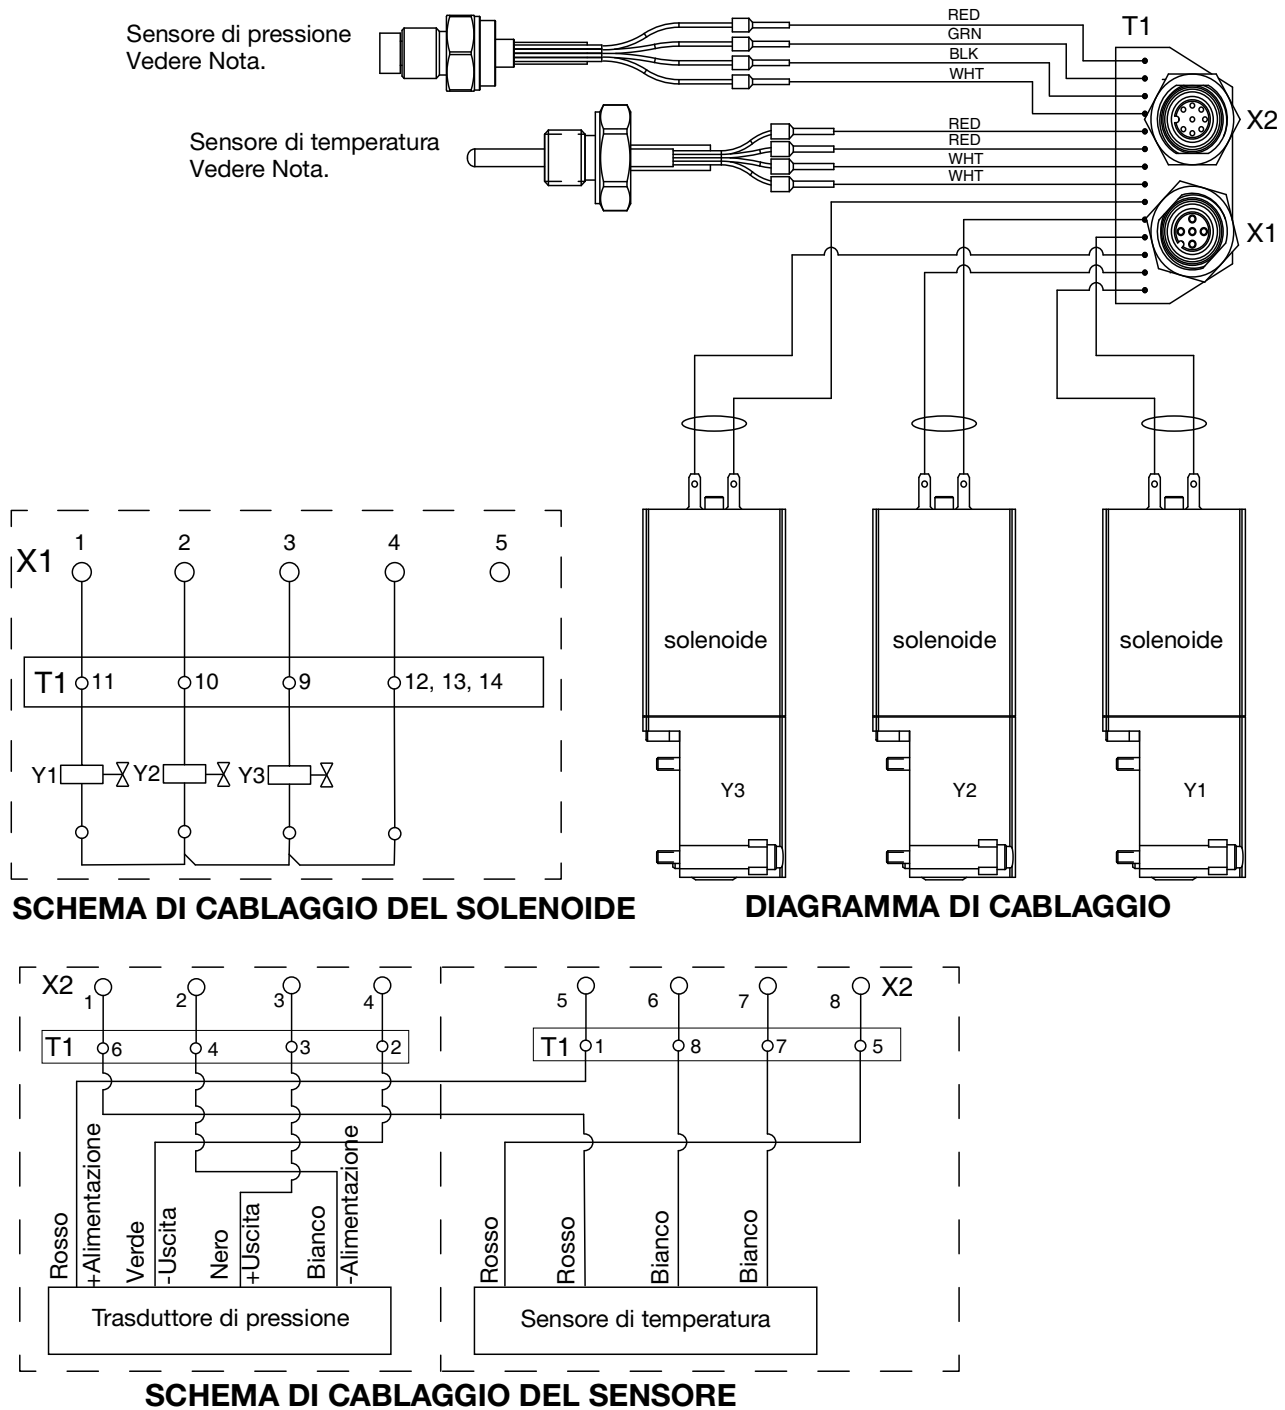 Sensore di pressione
Vedere Nota.
RED
GRN
BLK
WHT
T1
X2
Sensore di temperatura
Vedere Nota.
RED
RED
WHT
WHT
X1
X1 1 2 3 4 5
T1 11 10 9 12, 13, 14
Y1 Y2 Y3
solenoide solenoide solenoide
Y3 Y2 Y1
SCHEMA DI CABLAGGIO DEL SOLENOIDE
DIAGRAMMA DI CABLAGGIO
X2 1 2 3 4 5 6 7 8 X2
T1 6 4 3 2 T1 1 8 7 5
Rosso
+Alimentazione
Verde
-Uscita
Nero
+Uscita
Bianco
-Alimentazione
Rosso
Rosso
Bianco
Bianco
Trasduttore di pressione
Sensore di temperatura
SCHEMA DI CABLAGGIO DEL SENSORE